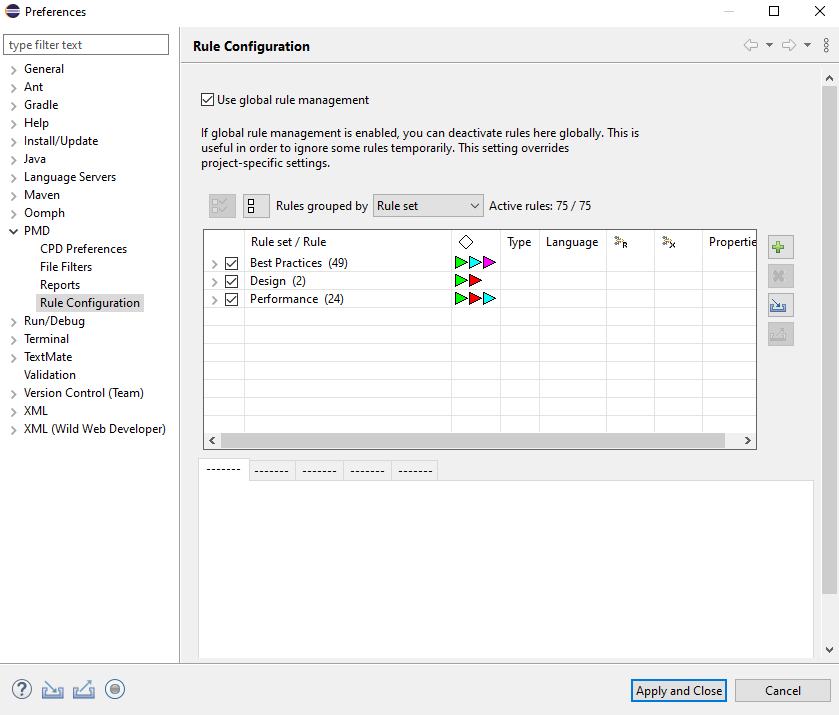 Preferences
type filter text
General
Ant
Gradle
Help
Install/Update
Java
Language Servers
Maven
Oomph
PMD
CPD Preferences
File Filters
Reports
Rule Configuration
Run/Debug
Terminal
TextMate
Validation
Version Control (Team)
XML
XML (Wild Web Developer)
Rule Configuration
Use global rule management
If global rule management is enabled, you can deactivate rules here globally. This is
useful in order to ignore some rules temporarily. This setting overrides
project-specific settings.
Rules grouped by Rule set Active rules: 75 / 75
Rule set / Rule Type Language R X Propertie
Best Practices (49)
Design (2)
Performance (24)
------- ------- ------- ------- -------
? Apply and Close Cancel